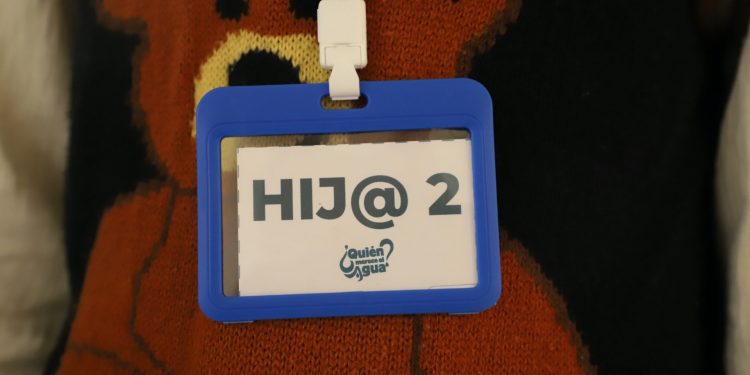 HIJ@ 2
¿Quién
merece el
agua?